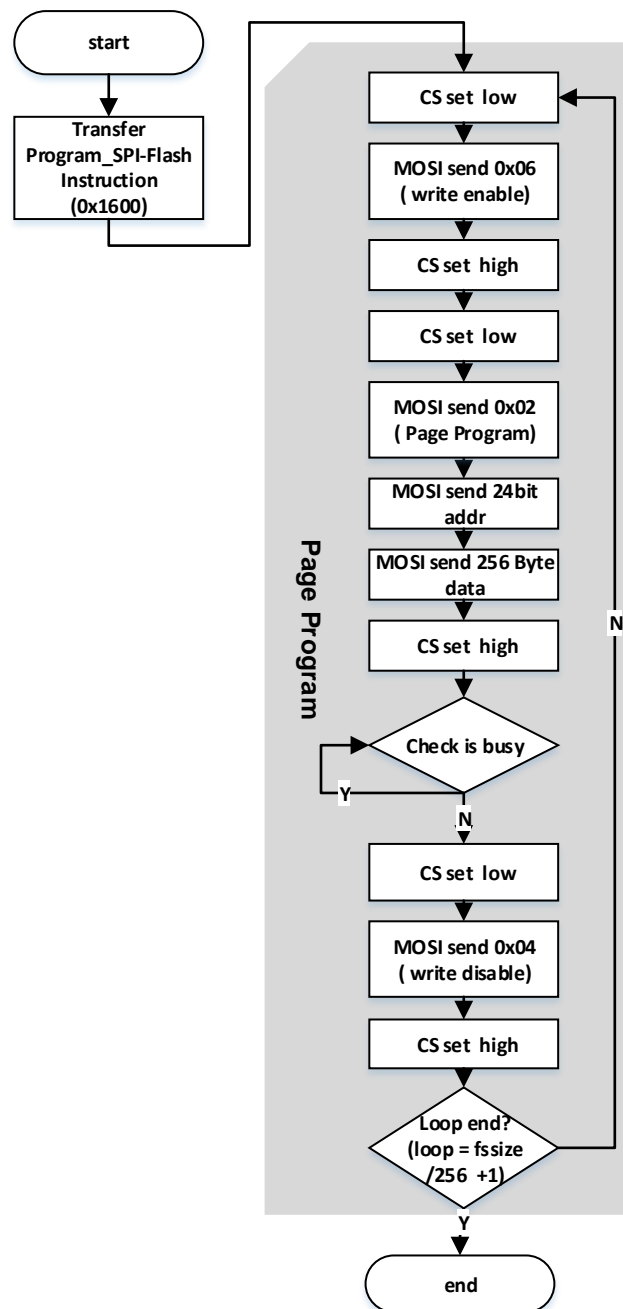 start
Transfer
Program_SPI-Flash
Instruction
(0x1600)
CS set low
MOSI send 0x06
( write enable)
CS set high
CS set low
MOSI send 0x02
( Page Program)
MOSI send 24bit
addr
MOSI send 256 Byte
data
CS set high
Page Program
Check is busy
Y
N
CS set low
MOSI send 0x04
( write disable)
CS set high
Loop end?
(loop = fssize
/256 +1)
N
Y
end